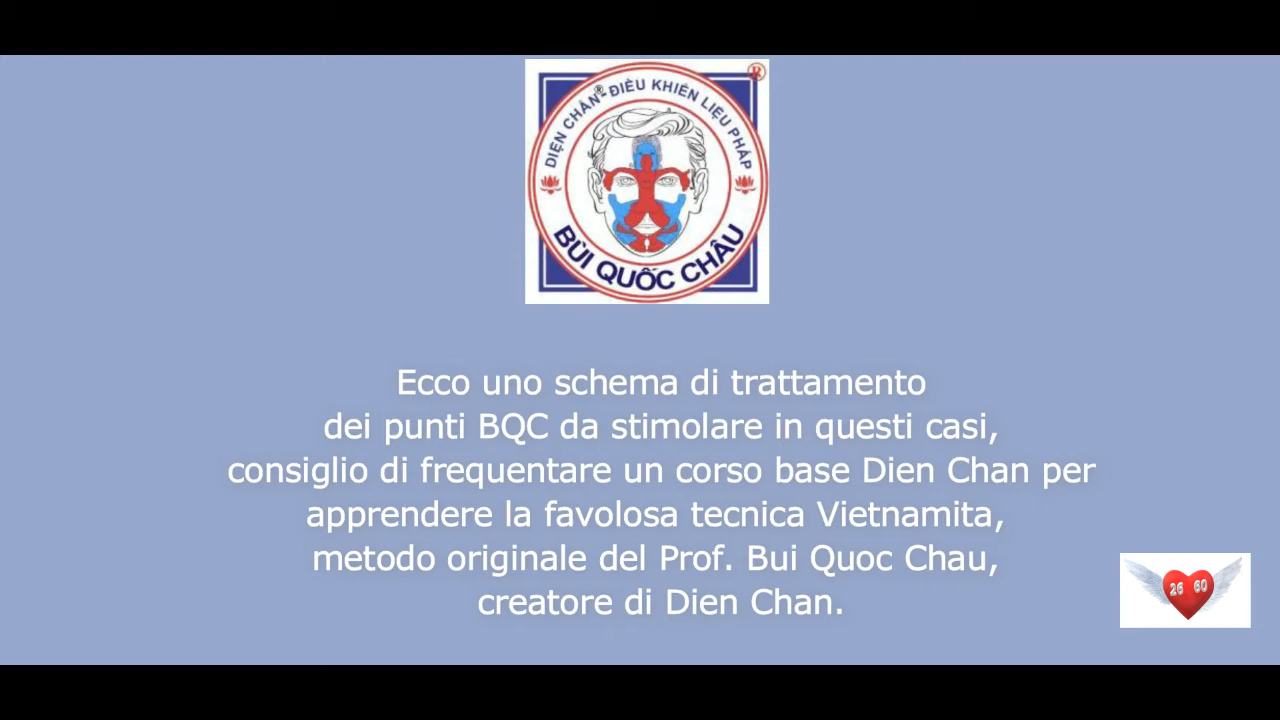 DIỆN CHẨN® - ĐIỀU KHIỂN LIỆU PHÁP
®
BÙI QUỐC CHÂU
Ecco uno schema di trattamento
dei punti BQC da stimolare in questi casi,
consiglio di frequentare un corso base Dien Chan per
apprendere la favolosa tecnica Vietnamita,
metodo originale del Prof. Bui Quoc Chau,
creatore di Dien Chan.
26 60